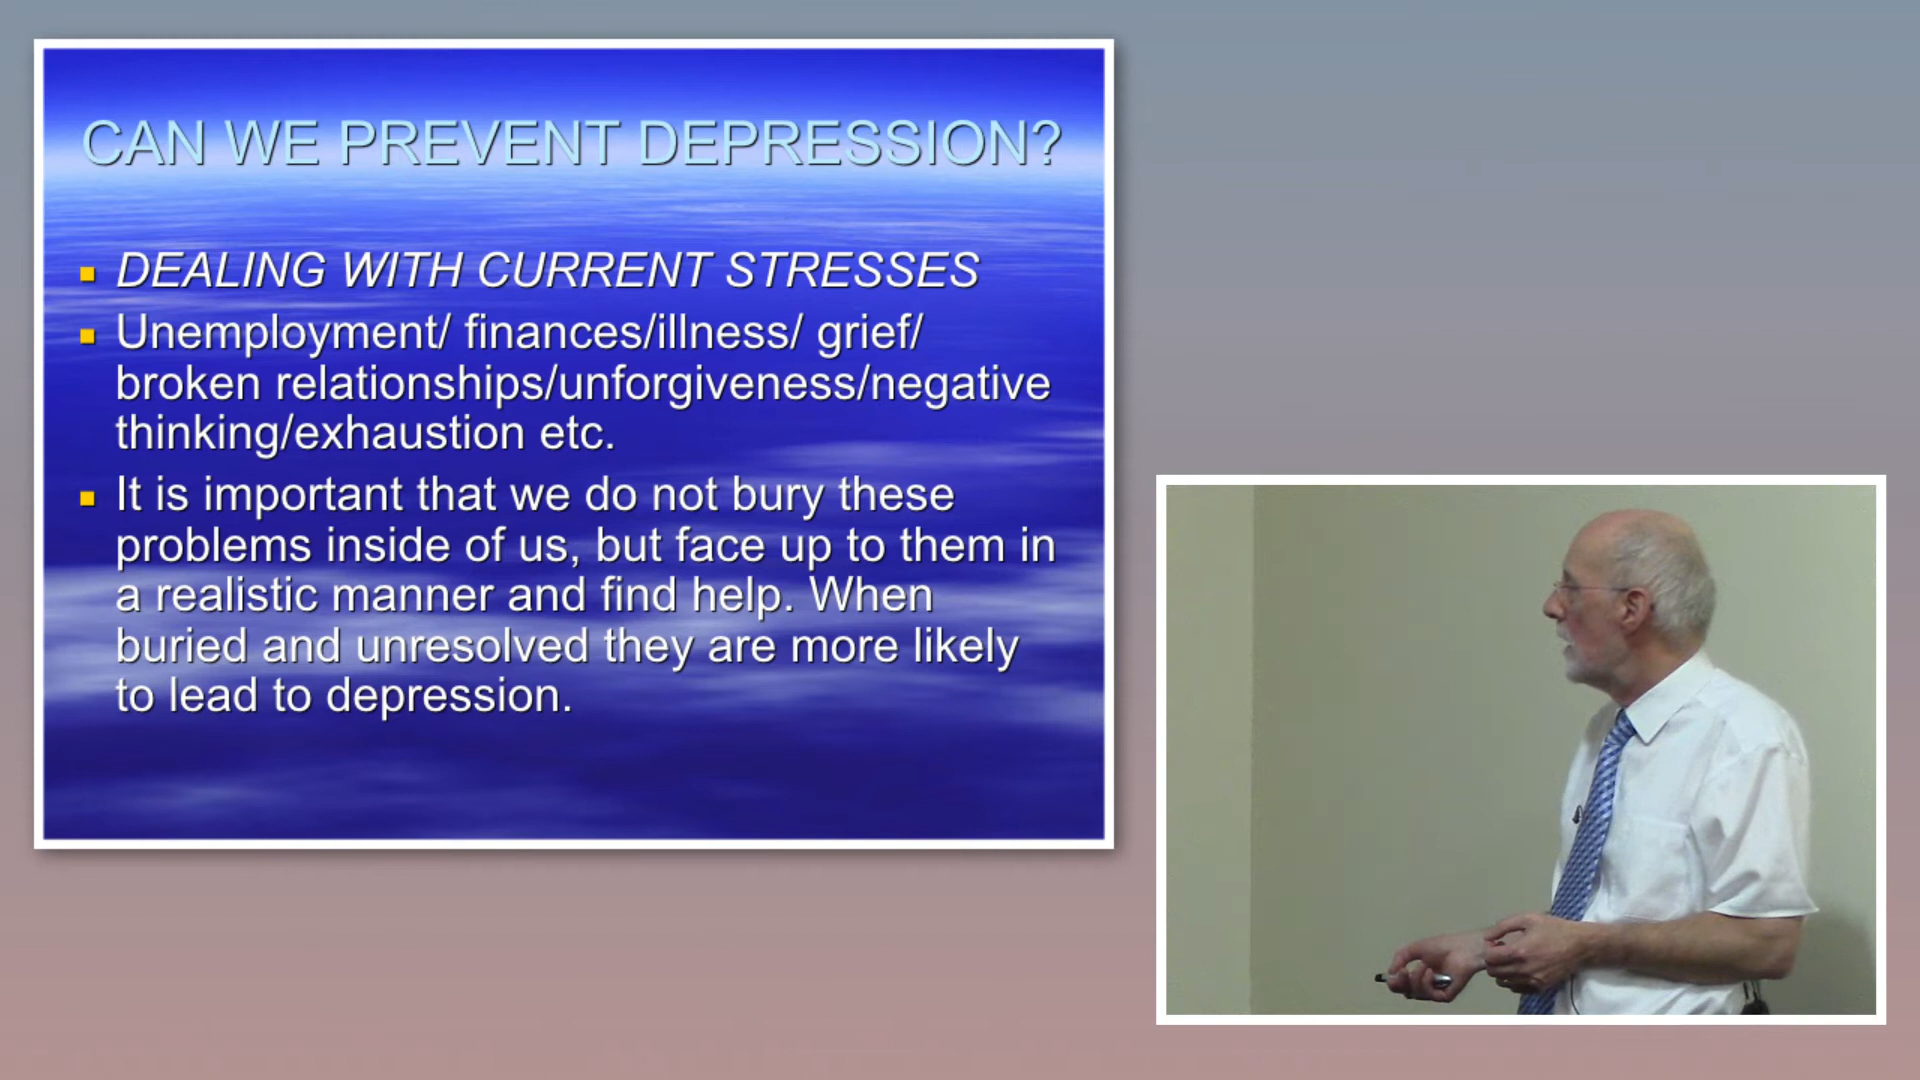 CAN WE PREVENT DEPRESSION?
DEALING WITH CURRENT STRESSES
Unemployment/ finances/illness/ grief/
broken relationships/unforgiveness/negative
thinking/exhaustion etc.
It is important that we do not bury these
problems inside of us, but face up to them in
a realistic manner and find help. When
buried and unresolved they are more likely
to lead to depression.